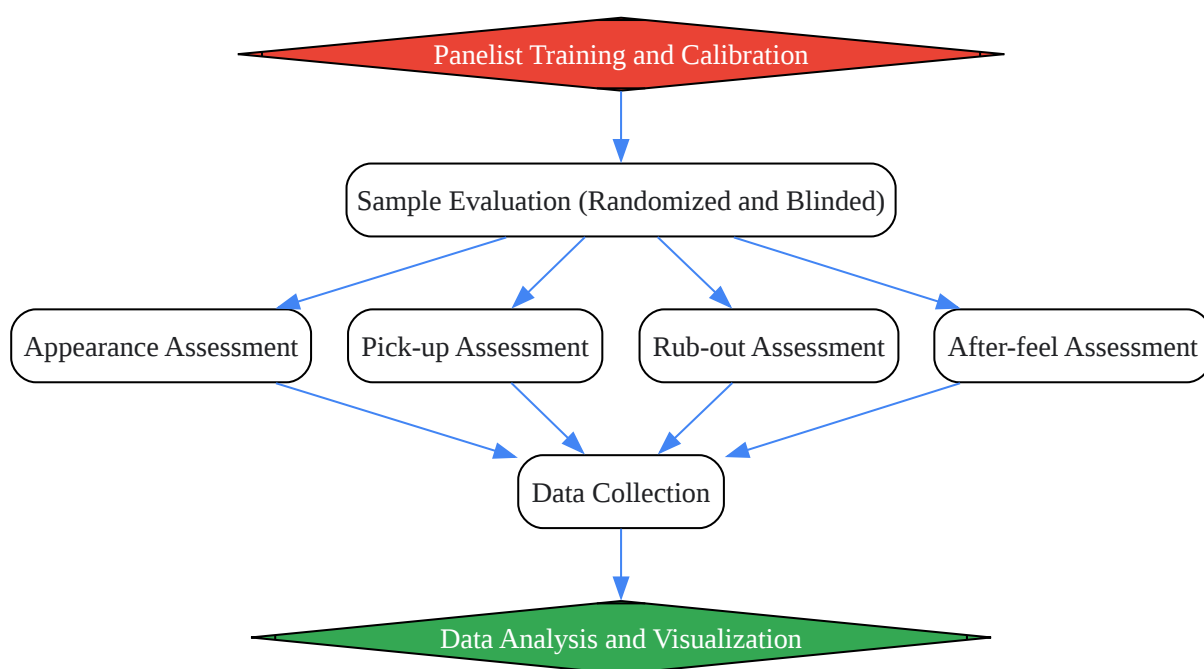 Panelist Training and Calibration
Sample Evaluation (Randomized and Blinded)
Appearance Assessment
Pick-up Assessment
Rub-out Assessment
After-feel Assessment
Data Collection
Data Analysis and Visualization